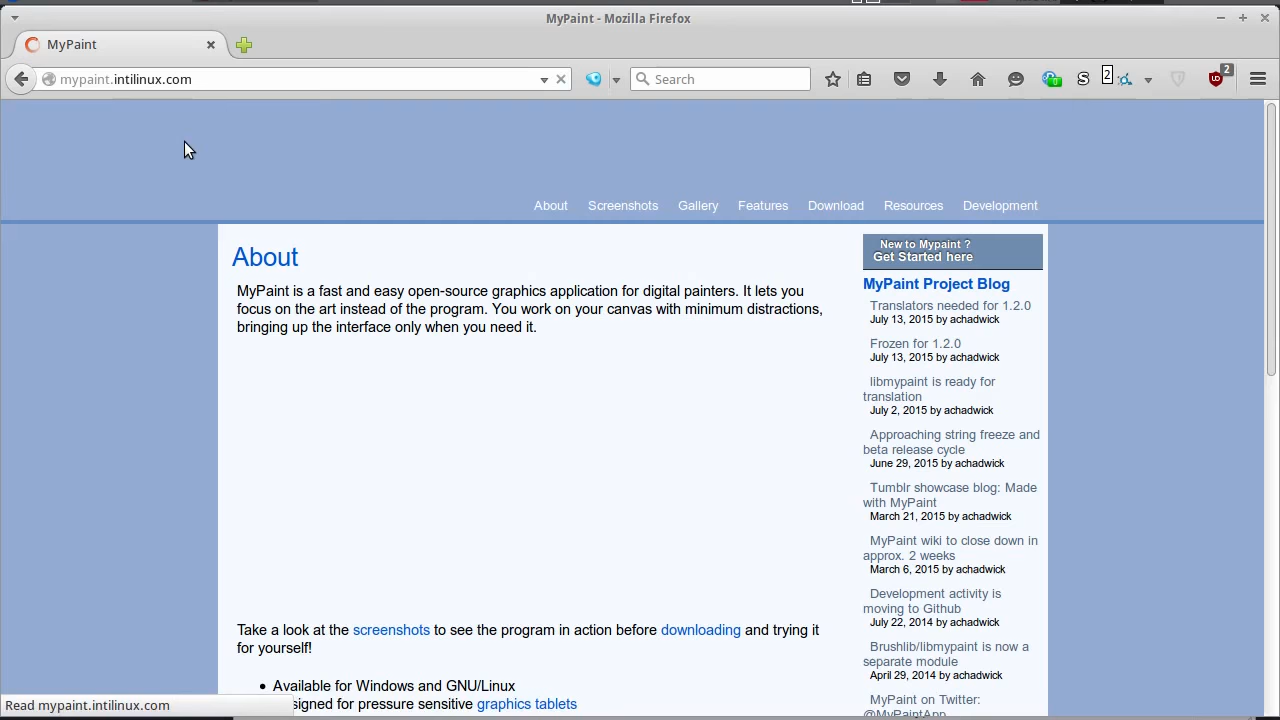 MyPaint - Mozilla Firefox
MyPaint
mypaint.intilinux.com
Search
2
0
S
2
About Screenshots Gallery Features Download Resources Development
About
MyPaint is a fast and easy open-source graphics application for digital painters. It lets you
focus on the art instead of the program. You work on your canvas with minimum distractions,
bringing up the interface only when you need it.
Take a look at the screenshots to see the program in action before downloading and trying it
for yourself!
Available for Windows and GNU/Linux
signed for pressure sensitive graphics tablets
New to Mypaint ?
Get Started here
MyPaint Project Blog
Translators needed for 1.2.0
July 13, 2015 by achadwick
Frozen for 1.2.0
July 13, 2015 by achadwick
libmypaint is ready for
translation
July 2, 2015 by achadwick
Approaching string freeze and
beta release cycle
June 29, 2015 by achadwick
Tumblr showcase blog: Made
with MyPaint
March 21, 2015 by achadwick
MyPaint wiki to close down in
approx. 2 weeks
March 6, 2015 by achadwick
Development activity is
moving to Github
July 22, 2014 by achadwick
Brushlib/libmypaint is now a
separate module
April 29, 2014 by achadwick
MyPaint on Twitter:
@MyPaintApp
Read mypaint.intilinux.com